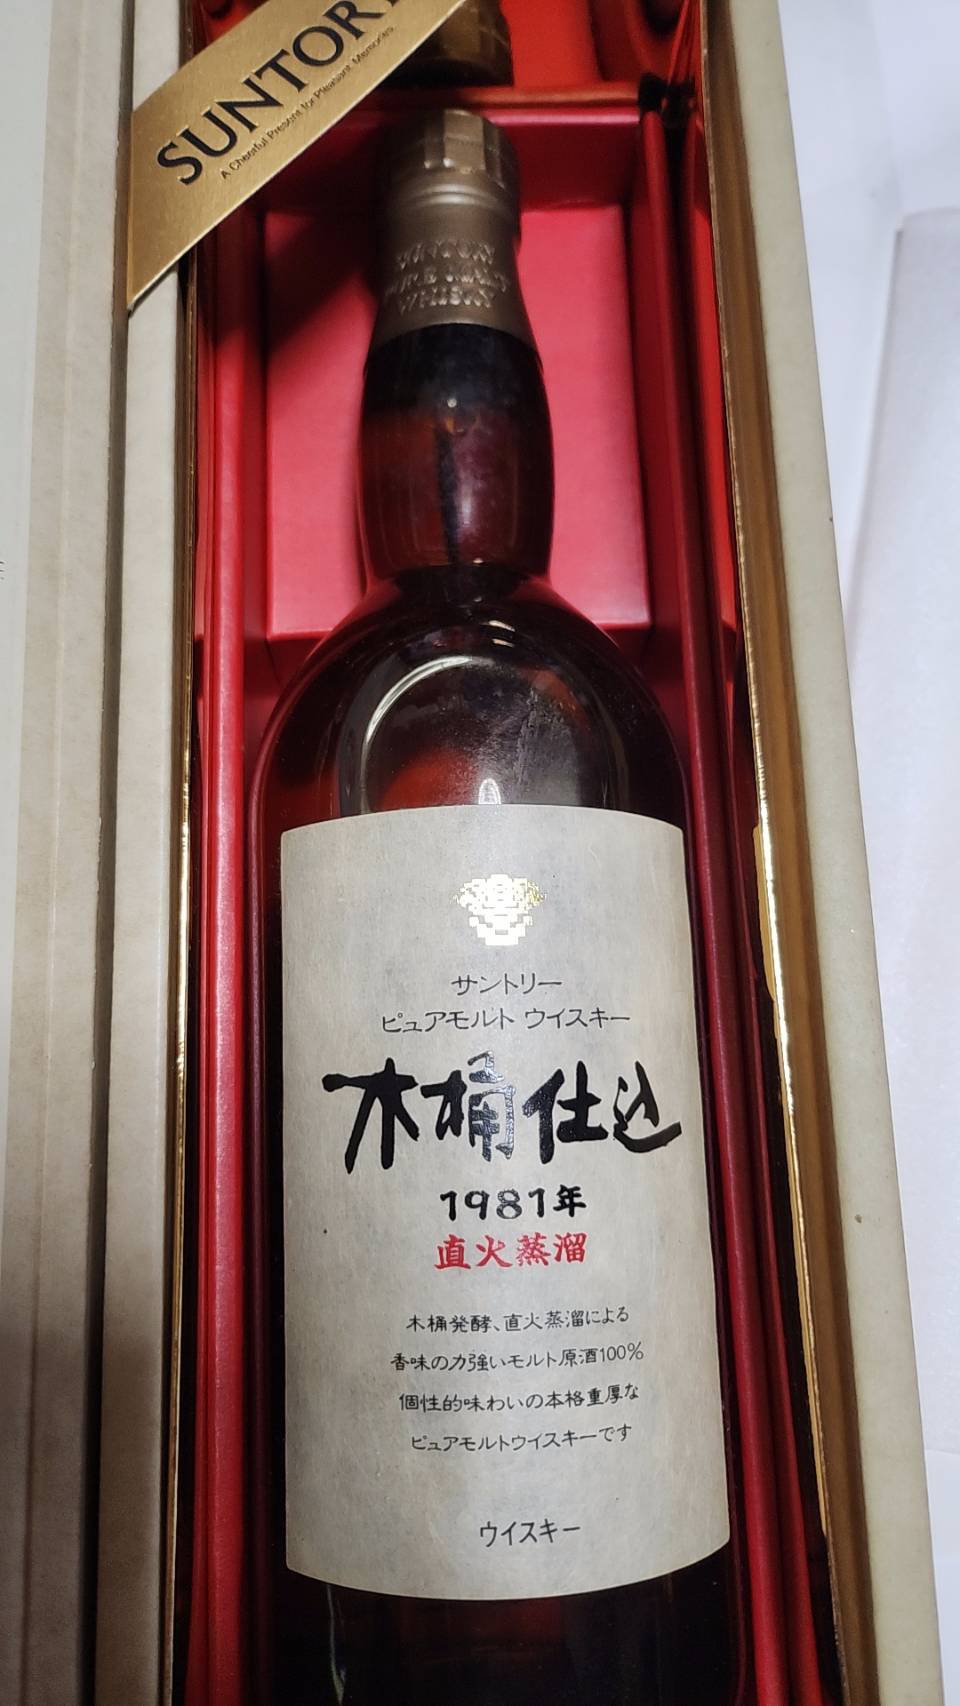 SUNTORY
A Cheerful Present for Pleasant Memories
SUNTORY
PURE MALT
WHISKY
サントリー
ピュアモルト ウイスキー
木桶仕込
1981年
直火蒸溜
木桶発酵、直火蒸溜による
香味の力強いモルト原酒100%
個性的味わいの本格重厚な
ピュアモルトウイスキーです
ウイスキー